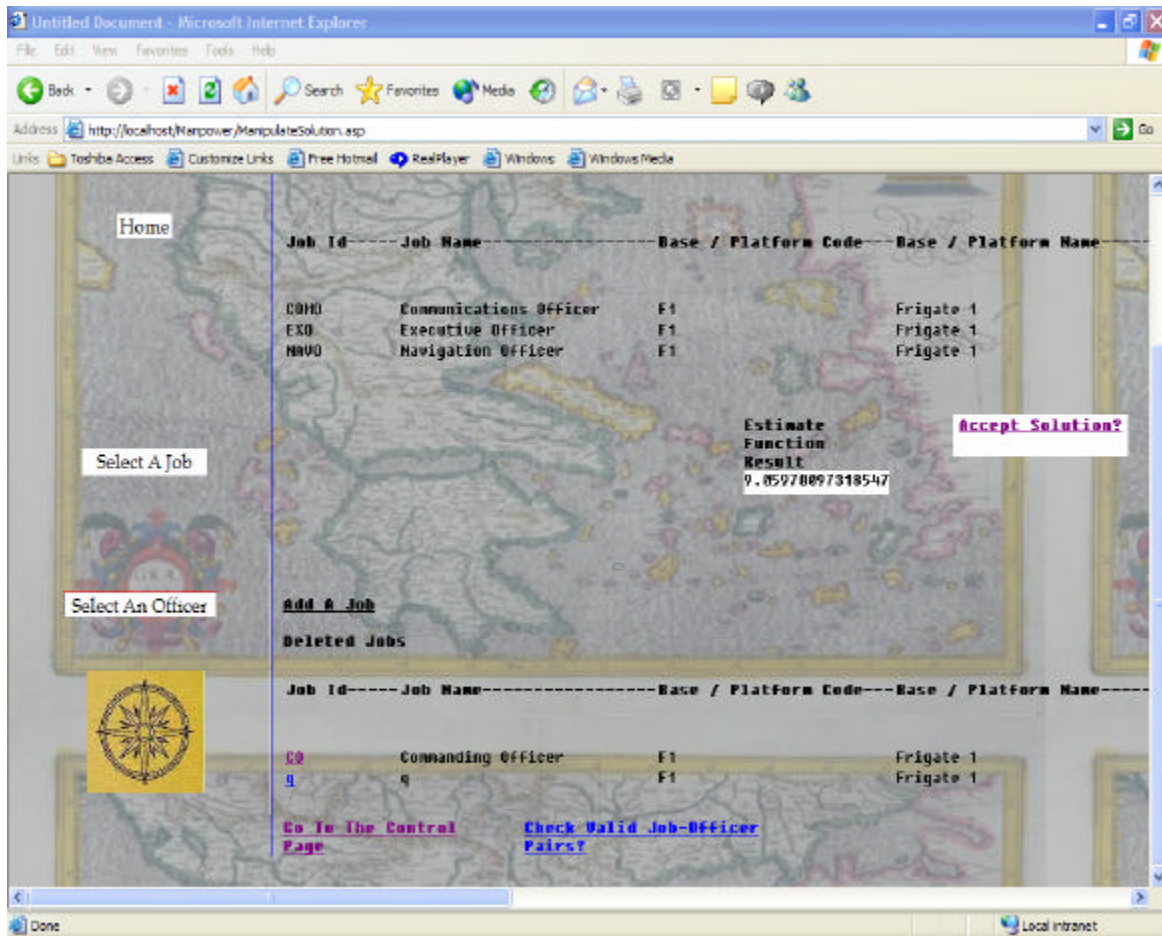 Untitled Document - Microsoft Internet Explorer
File Edit View Favorites Tools Help
Back Search Favorites Media
Address http://localhost/Manpower/ManipulateSolution.asp Go
Links Toshiba Access Customize Links Free Hotmail RealPlayer Windows Windows Media
Home
Job Id-----Job Name-----------------Base / Platform Code---Base / Platform Name-----
COMO Communications Officer F1 Frigate 1
EXO Executive Officer F1 Frigate 1
NAVO Navigation Officer F1 Frigate 1
Estimate
Function
Result
9.05978097318547
Accept Solution?
Select A Job
Select An Officer
Add A Job
Deleted Jobs
Job Id-----Job Name-----------------Base / Platform Code---Base / Platform Name-----
CO Commanding Officer F1 Frigate 1
q q F1 Frigate 1
Go To The Control
Page
Check Valid Job-Officer
Pairs?
Done Local intranet